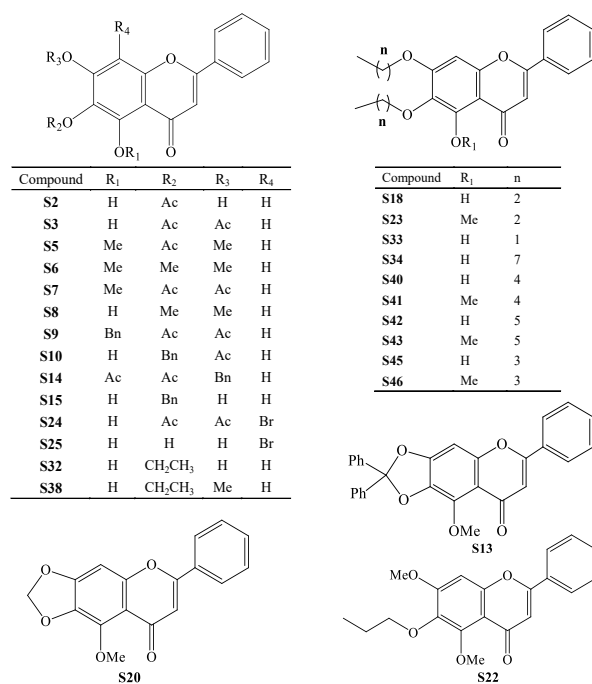 R4
R3O
O
R2O
OR1 O
Compound R1 R2 R3 R4
S2 H Ac H H
S3 H Ac Ac H
S5 Me Ac Me H
S6 Me Me Me H
S7 Me Ac Ac H
S8 H Me Me H
S9 Bn Ac Ac H
S10 H Bn Ac H
S14 Ac Ac Bn H
S15 H Bn H H
S24 H Ac Ac Br
S25 H H H Br
S32 H CH2CH3 H H
S38 H CH2CH3 Me H
O O
O
OMe O
S20
n
O O
O
n
OR1 O
Compound R1 n
S18 H 2
S23 Me 2
S33 H 1
S34 H 7
S40 H 4
S41 Me 4
S42 H 5
S43 Me 5
S45 H 3
S46 Me 3
Ph O O
Ph O
OMe O
S13
MeO O
O
OMe O
S22